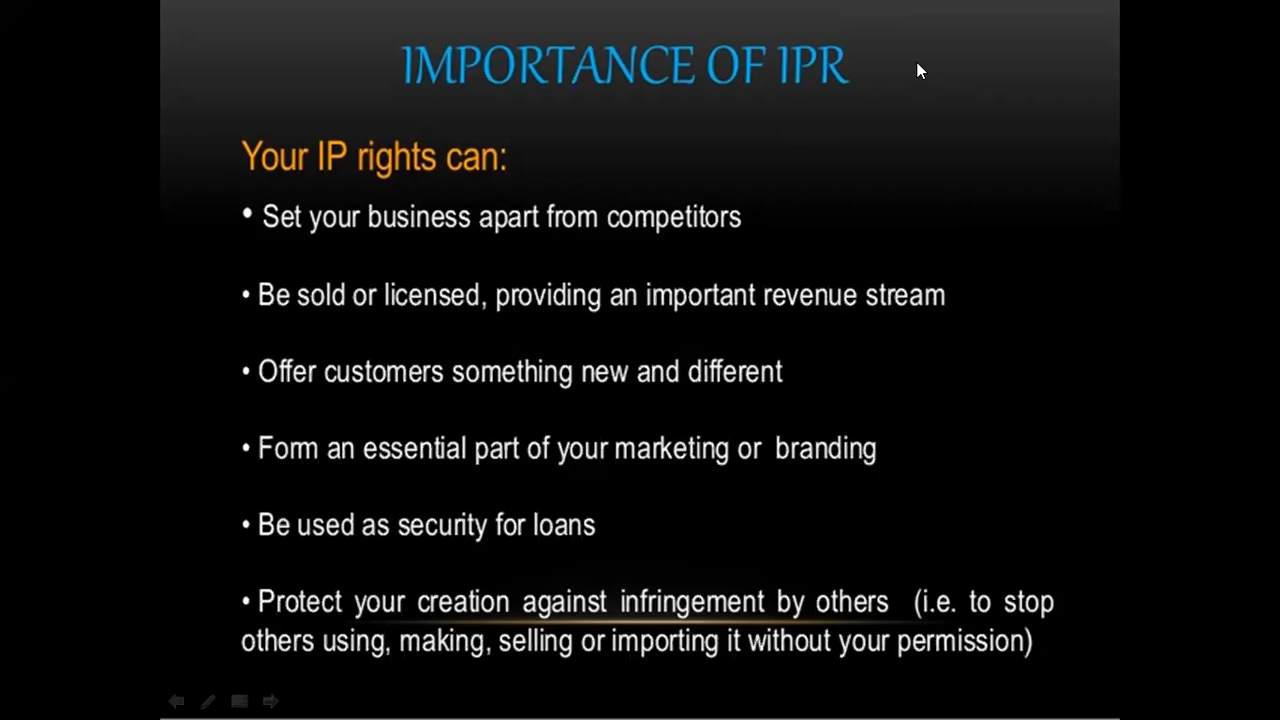 IMPORTANCE OF IPR
Your IP rights can:
• Set your business apart from competitors
• Be sold or licensed, providing an important revenue stream
• Offer customers something new and different
• Form an essential part of your marketing or  branding
• Be used as security for loans
• Protect your creation against infringement by others  (i.e. to stop
others using, making, selling or importing it without your permission)